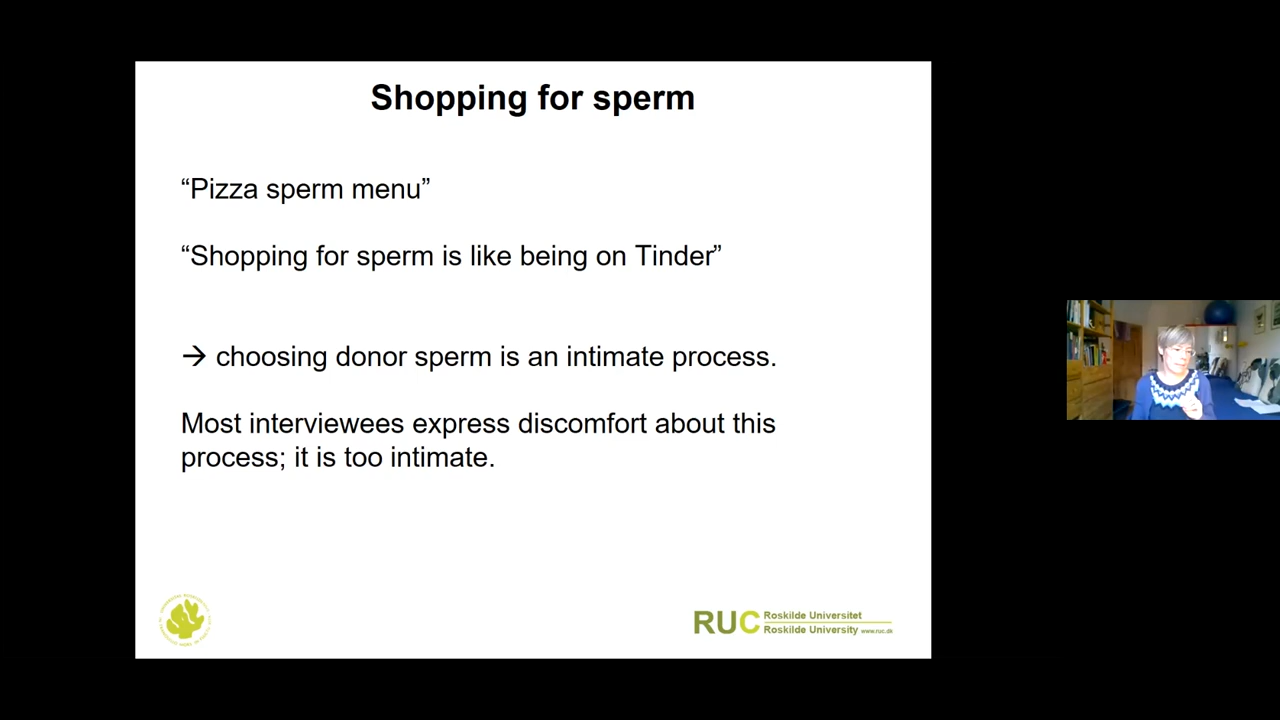 Shopping for sperm
“Pizza sperm menu”
“Shopping for sperm is like being on Tinder”
→ choosing donor sperm is an intimate process.
Most interviewees express discomfort about this
process; it is too intimate.
RUC Roskilde Universitet
Roskilde University www.ruc.dk